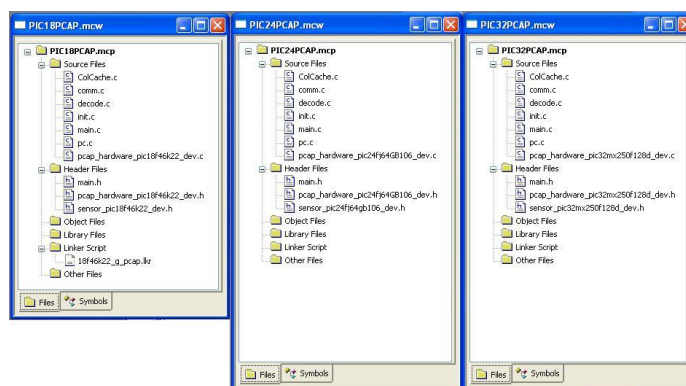 PIC18PCAP.mcw
PIC18PCAP.mcp
Source Files
ColCache.c
comm.c
decode.c
init.c
main.c
pc.c
pcap_hardware_pic18f46k22_dev.c
Header Files
main.h
pcap_hardware_pic18f46k22_dev.h
sensor_pic18f46k22_dev.h
Object Files
Library Files
Linker Script
18f46k22_g_pcap.lkr
Other Files
Files
Symbols
PIC24PCAP.mcw
PIC24PCAP.mcp
Source Files
ColCache.c
comm.c
decode.c
init.c
main.c
pc.c
pcap_hardware_pic24fj64GB106_dev.c
Header Files
main.h
pcap_hardware_pic24fj64GB106_dev.h
sensor_pic24fj64gb106_dev.h
Object Files
Library Files
Linker Script
Other Files
Files
Symbols
PIC32PCAP.mcw
PIC32PCAP.mcp
Source Files
ColCache.c
comm.c
decode.c
init.c
main.c
pc.c
pcap_hardware_pic32mx250f128d_dev.c
Header Files
main.h
pcap_hardware_pic32mx250f128d_dev.h
sensor_pic32mx250f128d_dev.h
Object Files
Library Files
Linker Script
Other Files
Files
Symbols